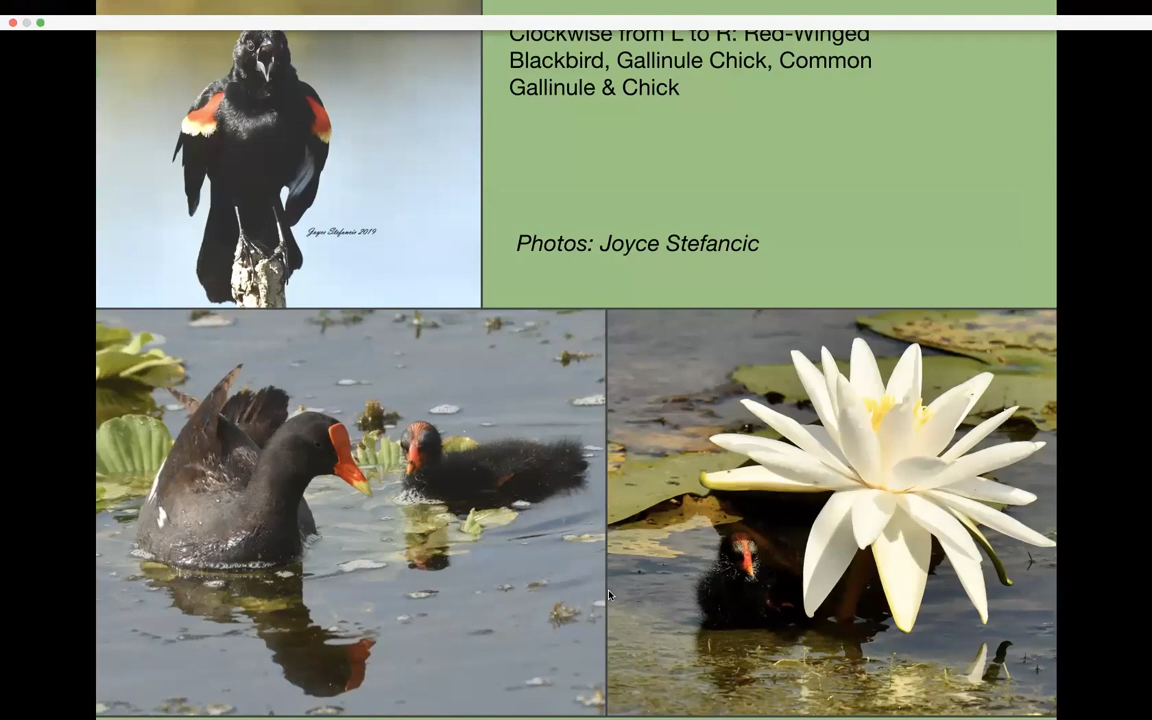 Clockwise from L to R: Red-Winged
Blackbird, Gallinule Chick, Common
Gallinule & Chick
Joyce Stefancic 2019
Photos: Joyce Stefancic